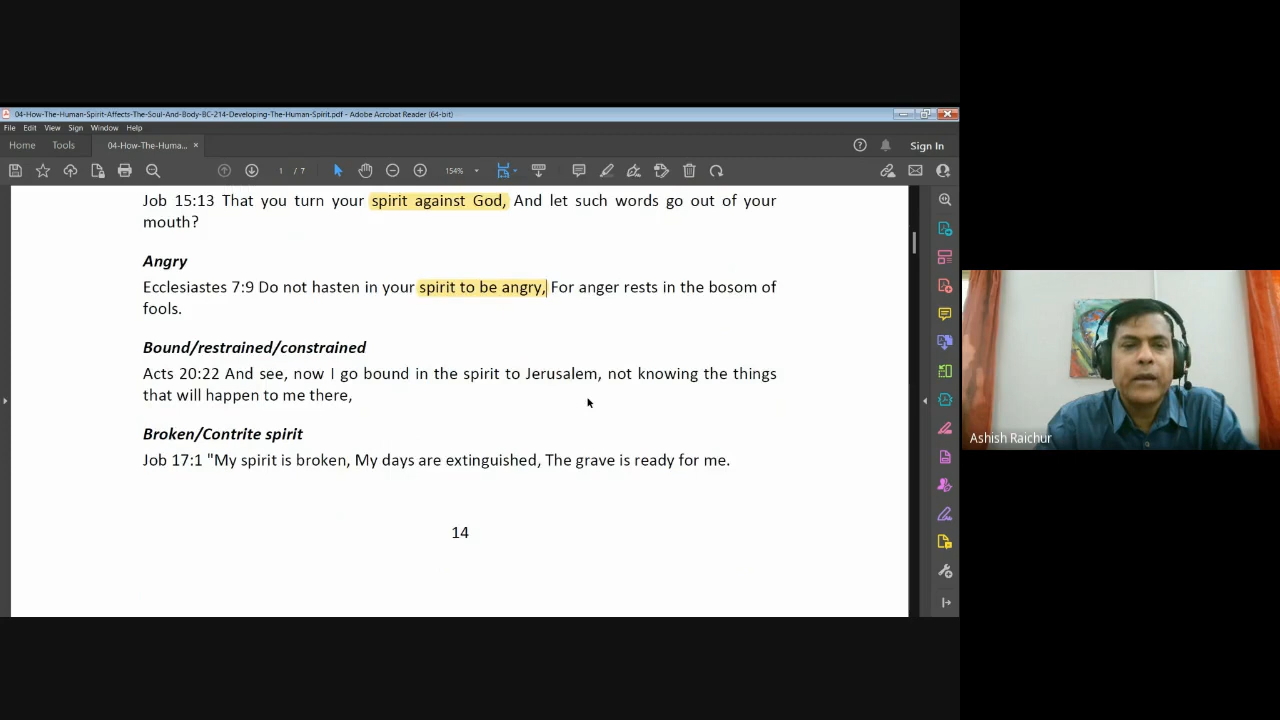 04-How-The-Human-Spirit-Affects-The-Soul-And-Body-BC-214-Developing-The-Human-Spirit.pdf - Adobe Acrobat Reader (64-bit)
File Edit View Sign Window Help
Home Tools 04-How-The-Huma... × Sign In
1 / 7 154%
Job 15:13 That you turn your spirit against God, And let such words go out of your
mouth?
Angry
Ecclesiastes 7:9 Do not hasten in your spirit to be angry, For anger rests in the bosom of
fools.
Bound/restrained/constrained
Acts 20:22 And see, now I go bound in the spirit to Jerusalem, not knowing the things
that will happen to me there,
Broken/Contrite spirit
Job 17:1 "My spirit is broken, My days are extinguished, The grave is ready for me.
14
Ashish Raichur